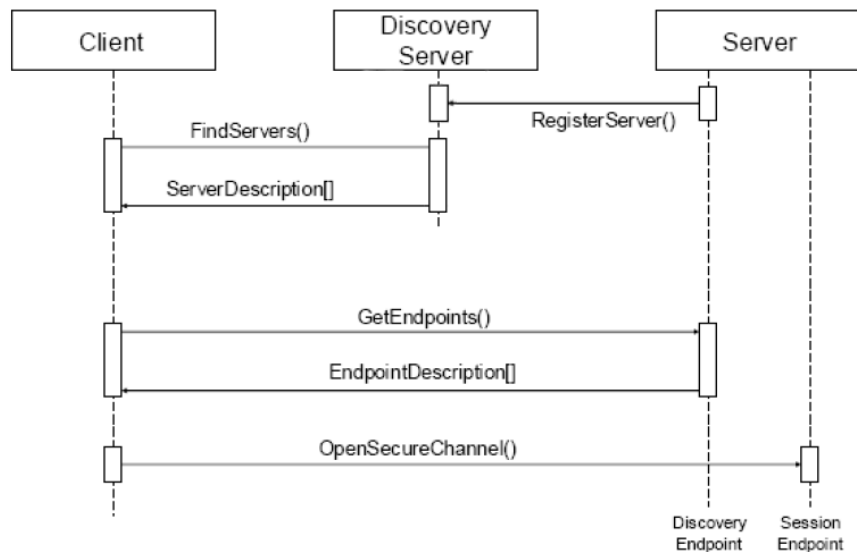 Client
Discovery
Server
Server
RegisterServer()
FindServers()
ServerDescription[]
GetEndpoints()
EndpointDescription[]
OpenSecureChannel()
Discovery
Endpoint
Session
Endpoint